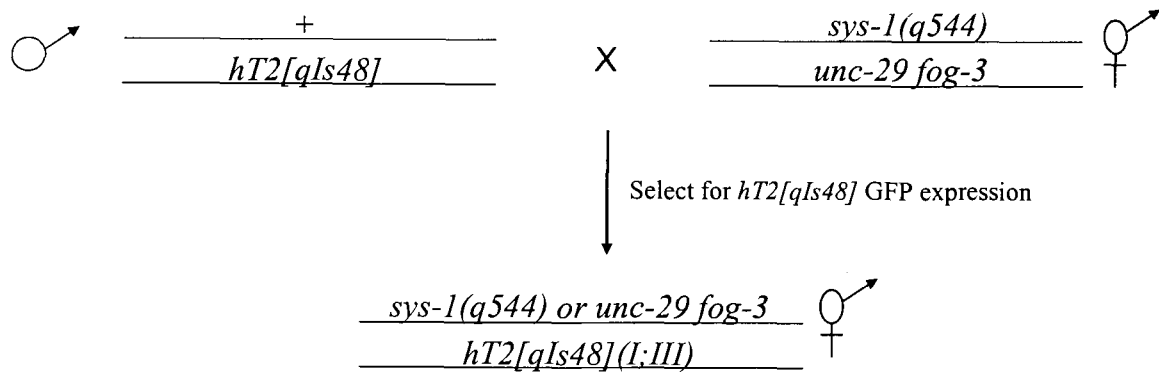 +
hT2[qIs48]
X
sys-1(q544)
unc-29 fog-3
Select for hT2[qIs48] GFP expression
sys-1(q544) or unc-29 fog-3
hT2[qIs48](I;III)